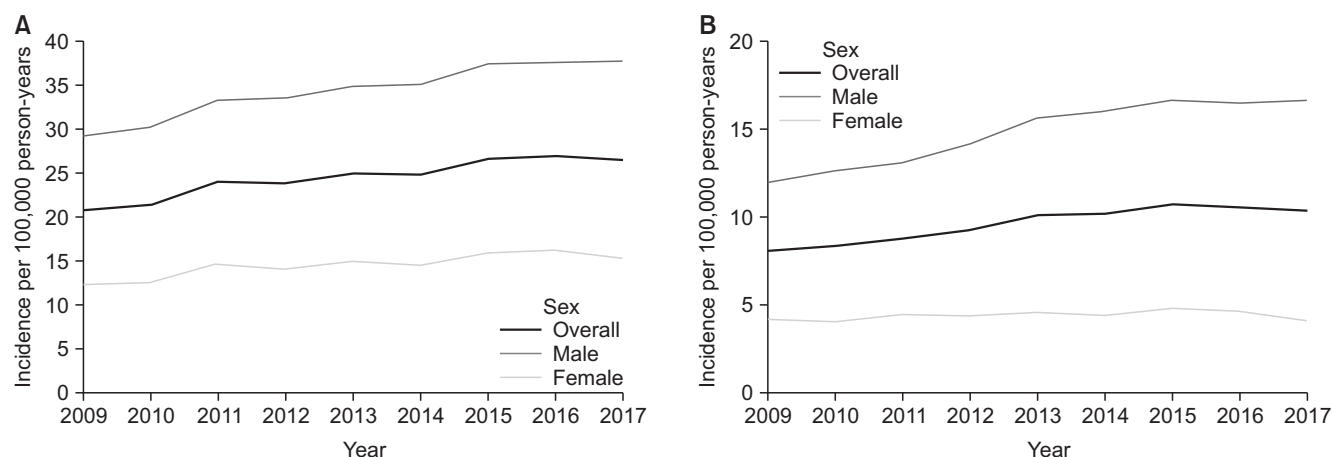 A
Incidence per 100,000 person-years
40
35
30
25
20
15
10
5
0
Sex
Overall
Male
Female
2009 2010 2011 2012 2013 2014 2015 2016 2017
Year
B
Incidence per 100,000 person-years
20
15
10
5
0
Sex
Overall
Male
Female
2009 2010 2011 2012 2013 2014 2015 2016 2017
Year